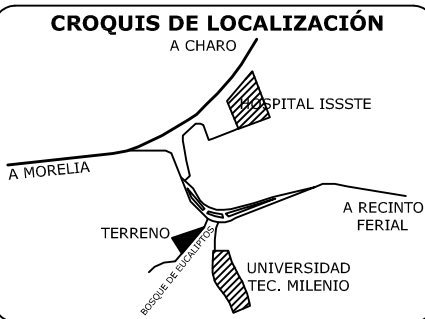 CROQUIS DE LOCALIZACIÓN
A CHARO
HOSPITAL ISSSTE
A MORELIA
A RECINTO
FERIAL
TERRENO
BOSQUE DE EUCALIPTOS
UNIVERSIDAD
TEC. MILENIO